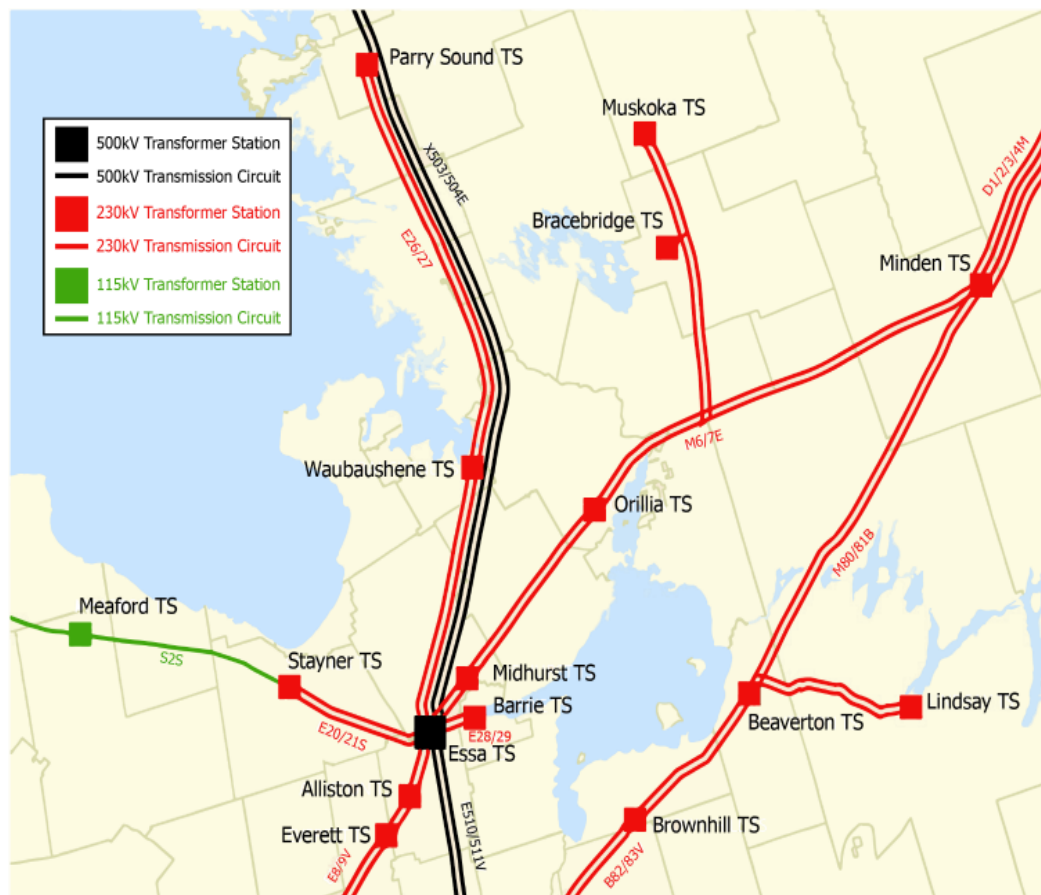 Parry Sound TS
Muskoka TS
500kV Transformer Station
500kV Transmission Circuit
230kV Transformer Station
230kV Transmission Circuit
115kV Transformer Station
115kV Transmission Circuit
X503/504E
D1/2/3/4M
Bracebridge TS
E26/27
Minden TS
M6/7E
Waubaushene TS
Orillia TS
M80/81B
Meaford TS
S2S
Stayner TS
Midhurst TS
Barrie TS
Lindsay TS
E20/21S
E28/29
Beaverton TS
Essa TS
Alliston TS
E510/511V
Everett TS
Brownhill TS
E8/9V
B82/83V